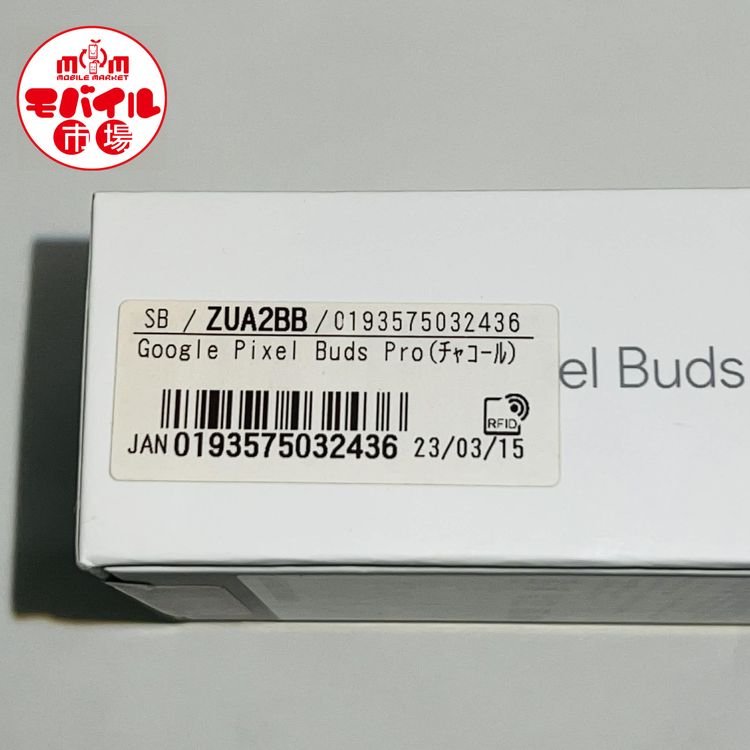 mm
MOBILE MARKET
モバイル
市場
SB / ZUA2BB / 0193575032436
Google Pixel Buds Pro(ﾁｬｺｰﾙ)
el Buds
RFID
JAN 0193575032436 23/03/15